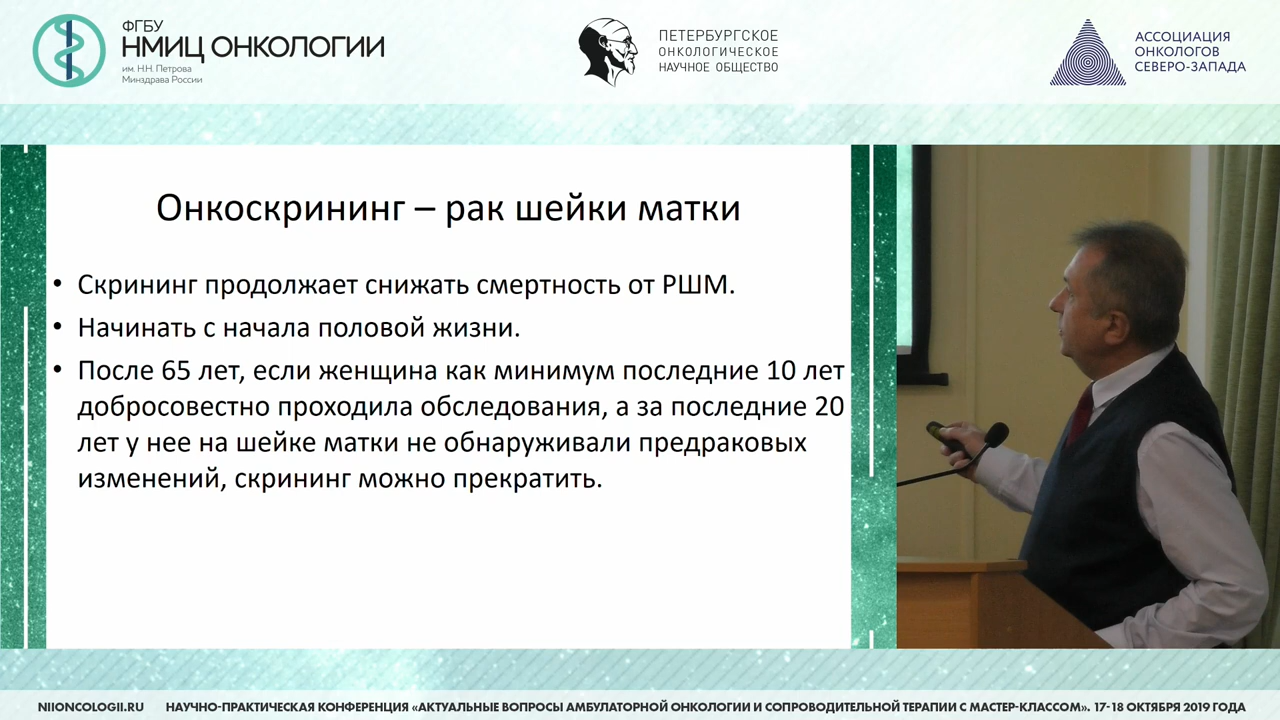 ФГБУ
НМИЦ ОНКОЛОГИИ
им. Н.Н. Петрова
Минздрава России
ПЕТЕРБУРГСКОЕ
ОНКОЛОГИЧЕСКОЕ
НАУЧНОЕ ОБЩЕСТВО
АССОЦИАЦИЯ
ОНКОЛОГОВ
СЕВЕРО-ЗАПАДА
Онкоскрининг – рак шейки матки
• Скрининг продолжает снижать смертность от РШМ.
• Начинать с начала половой жизни.
• После 65 лет, если женщина как минимум последние 10 лет
добросовестно проходила обследования, а за последние 20
лет у нее на шейке матки не обнаруживали предраковых
изменений, скрининг можно прекратить.
NIIONCOLOGII.RU НАУЧНО-ПРАКТИЧЕСКАЯ КОНФЕРЕНЦИЯ «АКТУАЛЬНЫЕ ВОПРОСЫ АМБУЛАТОРНОЙ ОНКОЛОГИИ И СОПРОВОДИТЕЛЬНОЙ ТЕРАПИИ С МАСТЕР-КЛАССОМ». 17-18 ОКТЯБРЯ 2019 ГОДА